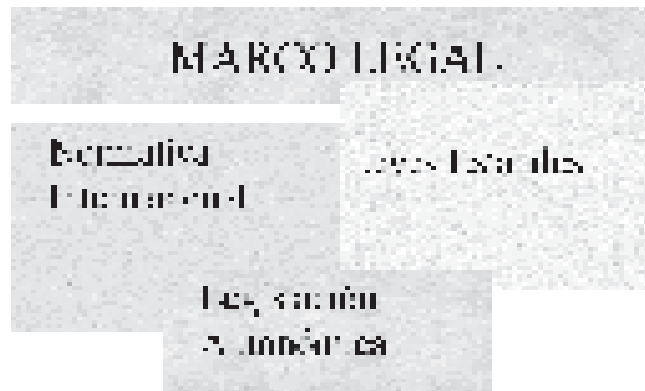 MARCO LEGAL
Normativa
Internacional
Leyes Estatales
Legislación
Autonómica